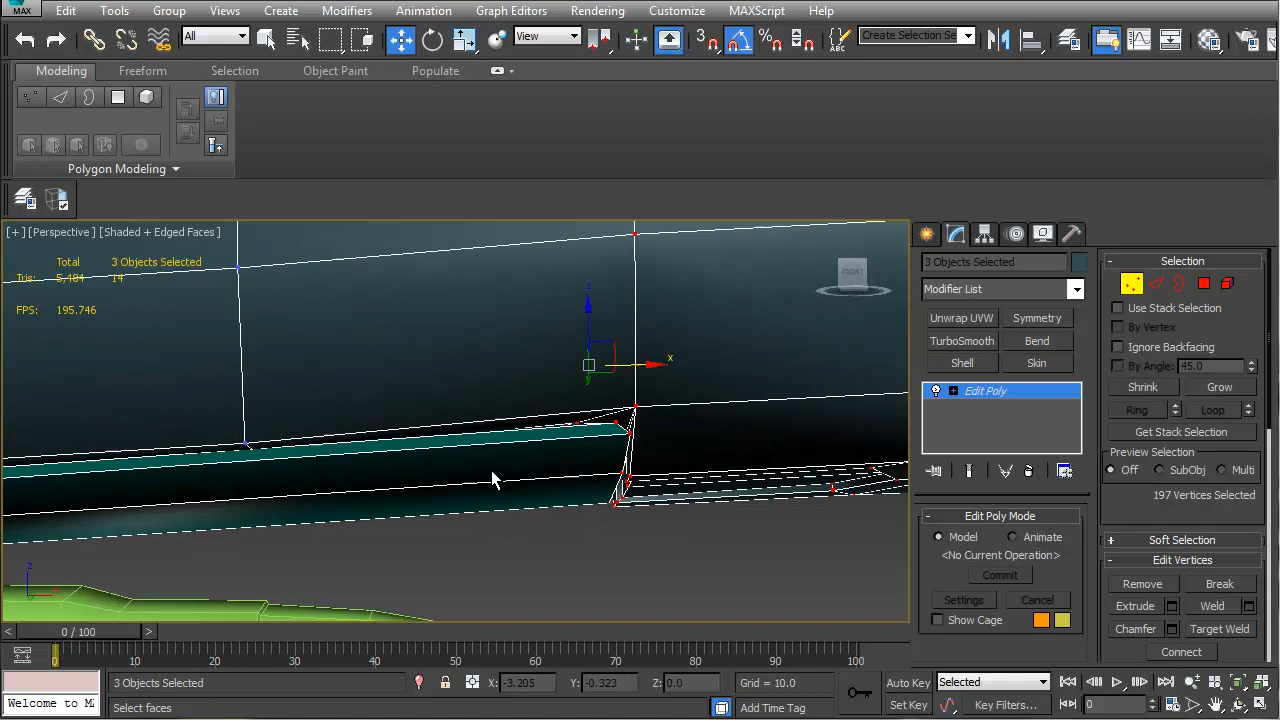 MAX
Edit Tools Group Views Create Modifiers Animation Graph Editors Rendering Customize MAXScript Help
All View 3 % ABC Create Selection Se
Modeling Freeform Selection Object Paint Populate
Polygon Modeling
[+] [Perspective] [Shaded + Edged Faces]
Total 3 Objects Selected
Tris: 5,484 14
FPS: 195.746
FRONT
z
x
y
z
0 / 100
0 10 20 30 40 50 60 70 80 90 100
3 Objects Selected X: -3.205 Y: -0.323 Z: 0.0 Grid = 10.0 Auto Key Selected
Welcome to MA Select faces Add Time Tag Set Key Key Filters... 0
3 Objects Selected
Modifier List
Unwrap UVW Symmetry
TurboSmooth Bend
Shell Skin
Edit Poly
- Edit Poly Mode
Model Animate
<No Current Operation>
Commit
Settings Cancel
Show Cage
- Selection
Use Stack Selection
By Vertex
Ignore Backfacing
By Angle: 45.0
Shrink Grow
Ring Loop
Get Stack Selection
Preview Selection
Off SubObj Multi
197 Vertices Selected
+ Soft Selection
- Edit Vertices
Remove Break
Extrude Weld
Chamfer Target Weld
Connect